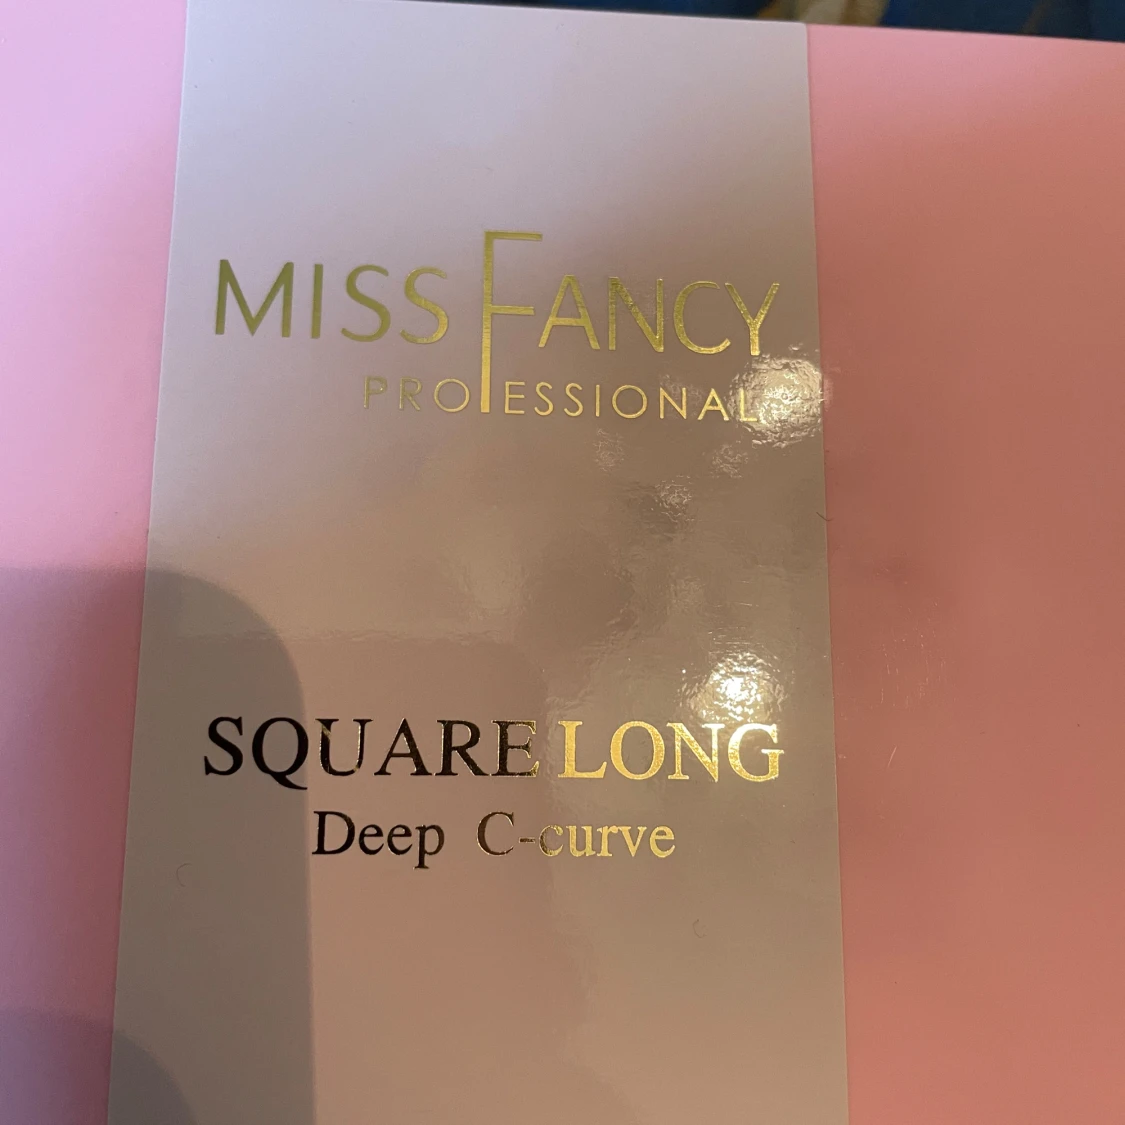 MISS FANCY
PROFESSIONAL
SQUARE LONG
Deep C-curve